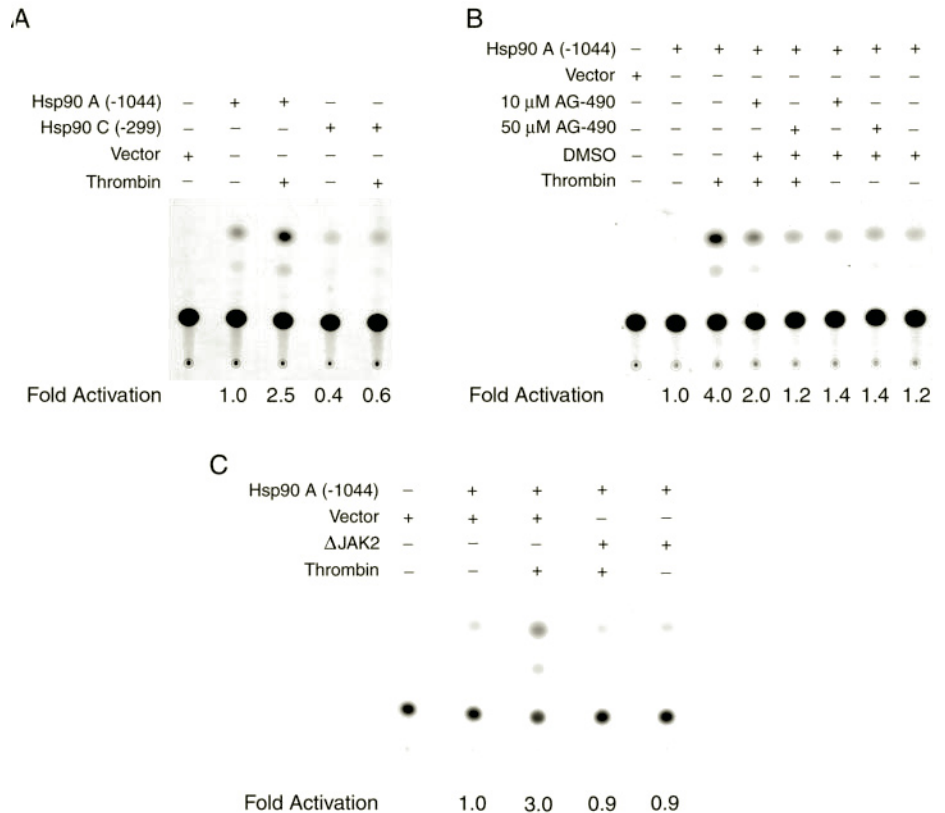 A
Hsp90 A (-1044) – + + – –
Hsp90 C (-299) – – – + +
Vector + – – – –
Thrombin – – + – +
Fold Activation 1.0 2.5 0.4 0.6
B
Hsp90 A (-1044) – + + + + + + +
Vector + – – – – – – –
10 μM AG-490 – – – + – + – –
50 μM AG-490 – – – – + – + –
DMSO – – – + + + + +
Thrombin – – + + + – – –
Fold Activation 1.0 4.0 2.0 1.2 1.4 1.4 1.2
C
Hsp90 A (-1044) – + + + +
Vector + + + – –
ΔJAK2 – – – + +
Thrombin – – + + –
Fold Activation 1.0 3.0 0.9 0.9